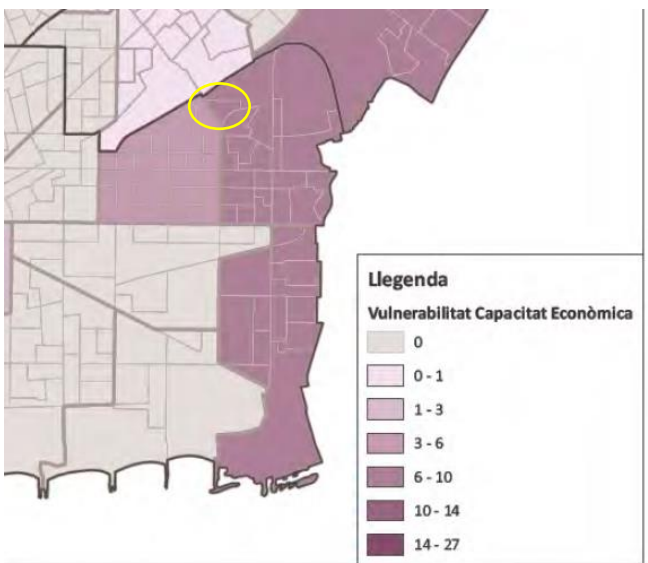 Llegenda
Vulnerabilitat Capacitat Econòmica
0
0 - 1
1 - 3
3 - 6
6 - 10
10 - 14
14 - 27